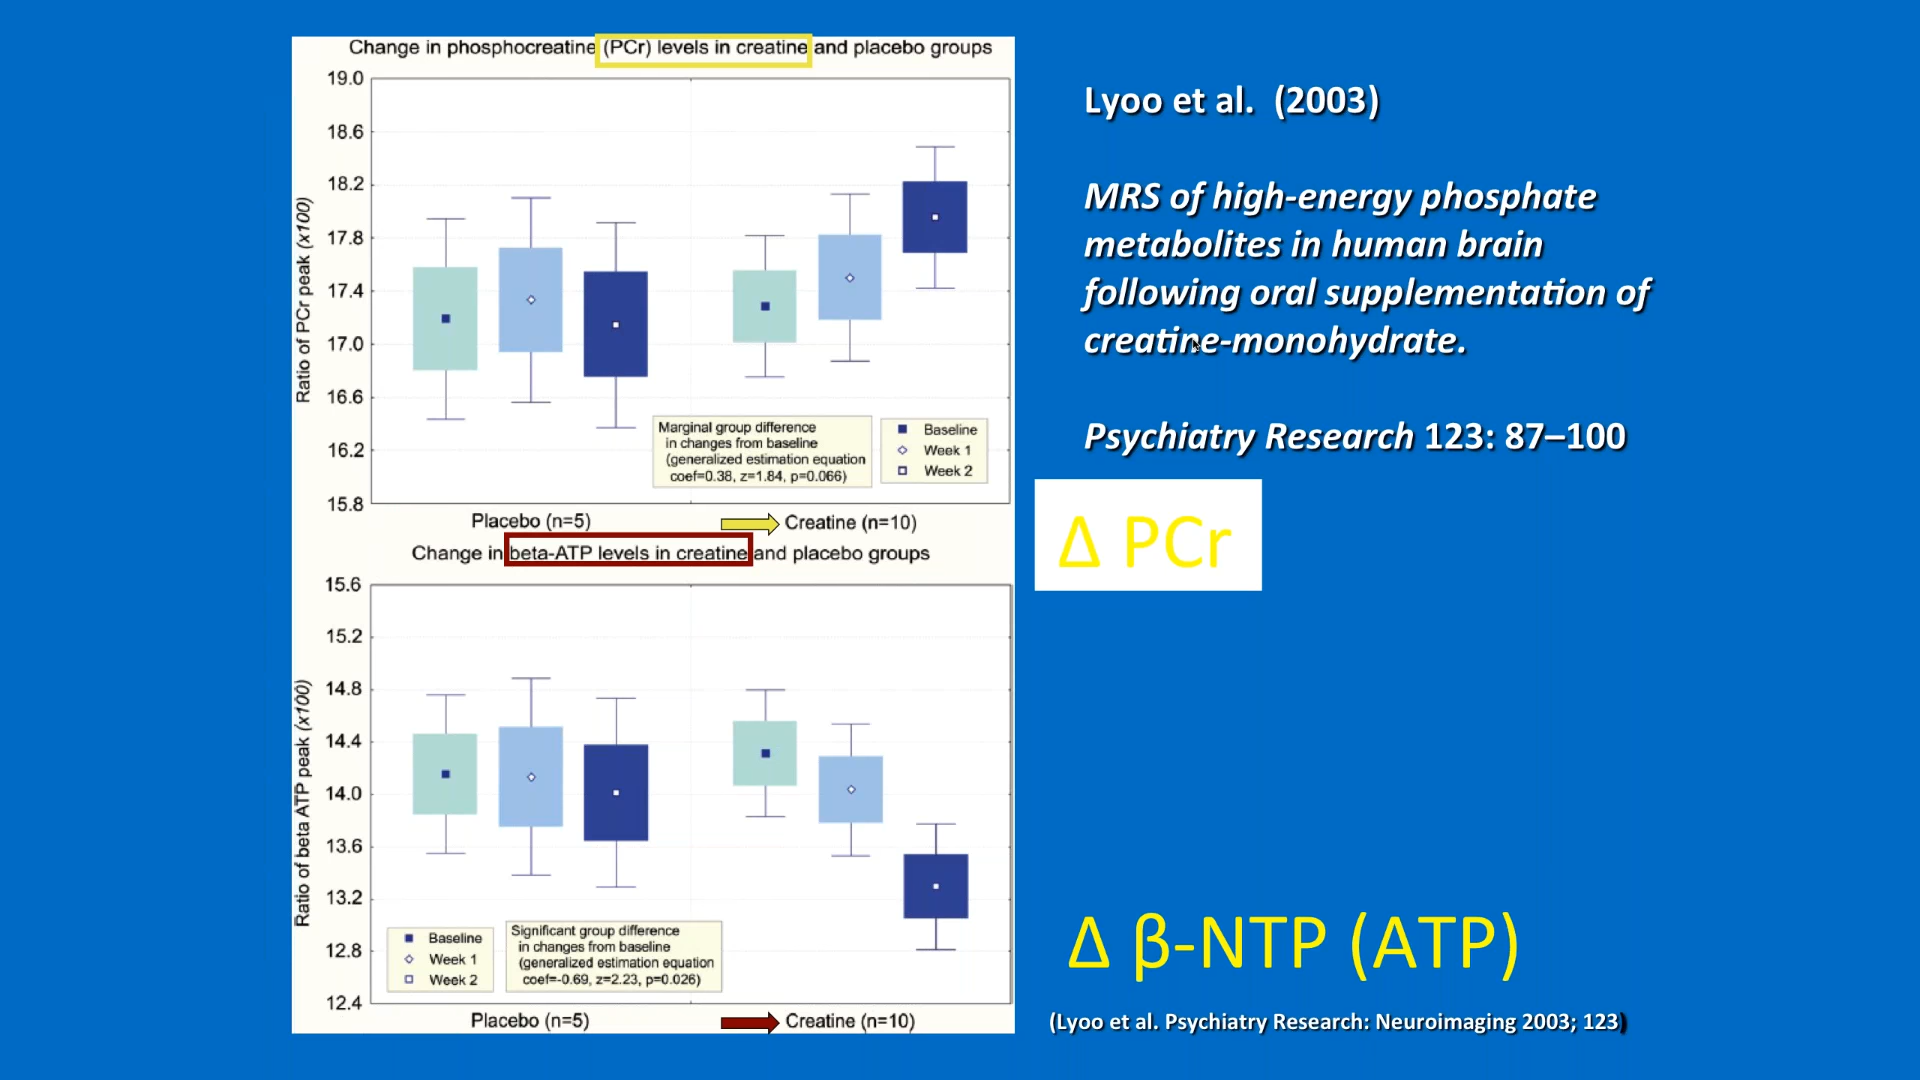 Change in phosphocreatine (PCr) levels in creatine and placebo groups
Ratio of PCr peak (x100)
19.0
18.6
18.2
17.8
17.4
17.0
16.6
16.2
15.8
Marginal group difference
in changes from baseline
(generalized estimation equation
coef=0.38, z=1.84, p=0.066)
Baseline
Week 1
Week 2
Placebo (n=5)
Creatine (n=10)
Change in beta-ATP levels in creatine and placebo groups
Ratio of beta ATP peak (x100)
15.6
15.2
14.8
14.4
14.0
13.6
13.2
12.8
12.4
Baseline
Week 1
Week 2
Significant group difference
in changes from baseline
(generalized estimation equation
coef=-0.69, z=2.23, p=0.026)
Placebo (n=5)
Creatine (n=10)
Lyoo et al. (2003)
MRS of high-energy phosphate
metabolites in human brain
following oral supplementation of
creatine-monohydrate.
Psychiatry Research 123: 87–100
Δ PCr
Δ β-NTP (ATP)
(Lyoo et al. Psychiatry Research: Neuroimaging 2003; 123)